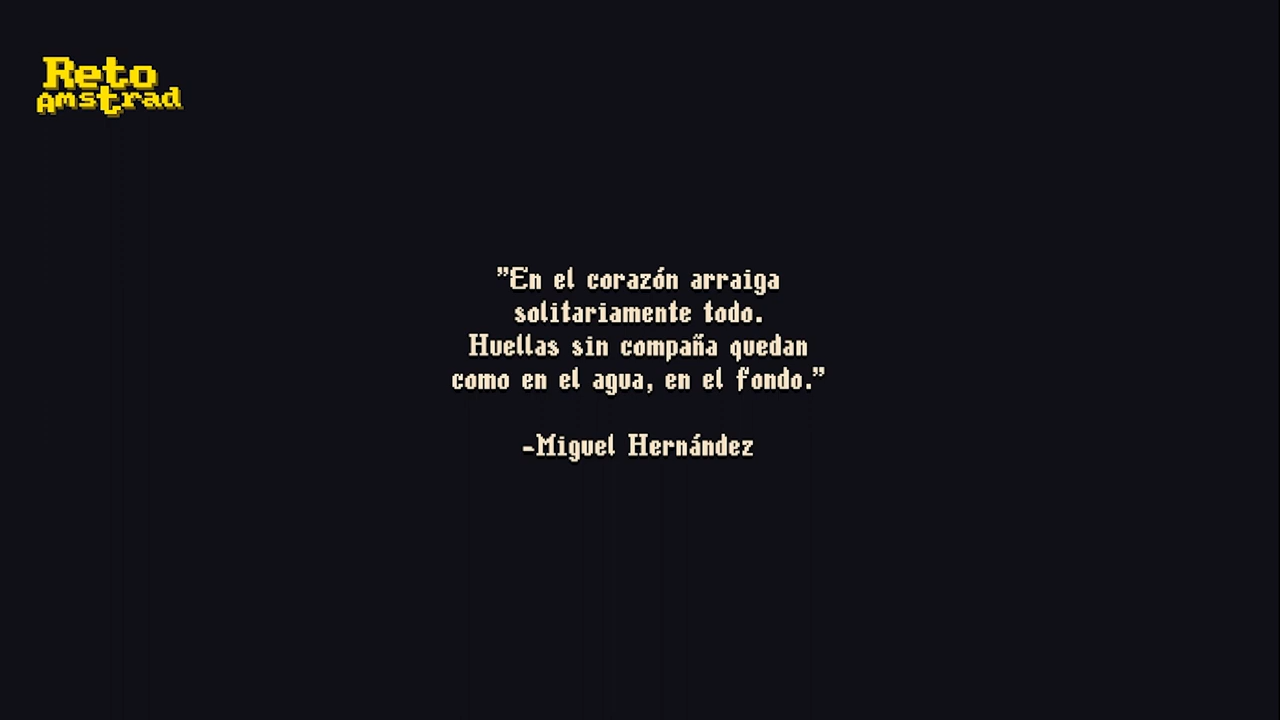 Reto
Amstrad
"En el corazón arraiga
solitariamente todo.
Huellas sin compaña quedan
como en el agua, en el fondo."
-Miguel Hernández